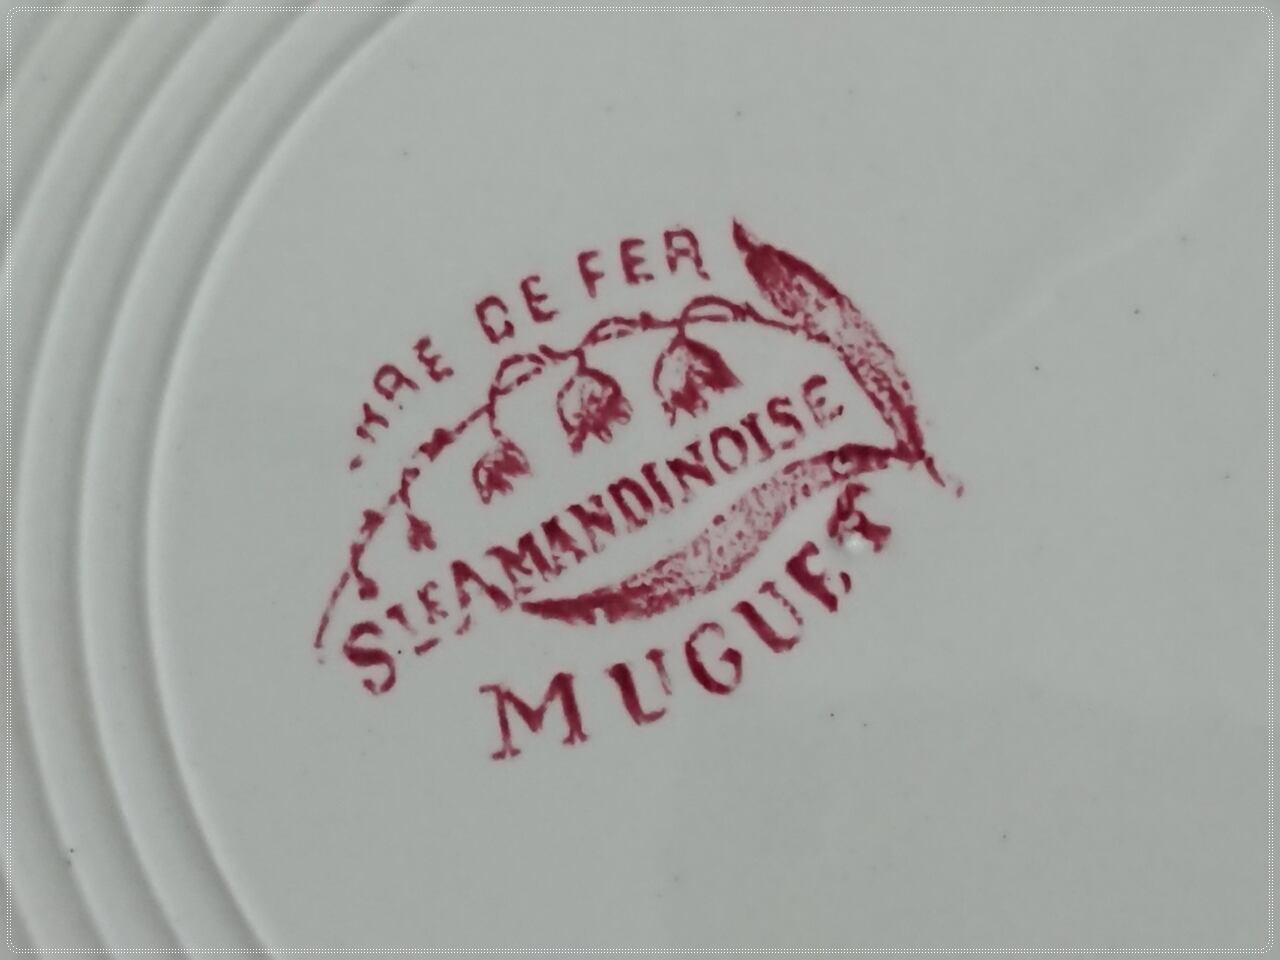 DE FER
STE AMANDINOISE
MUGUET